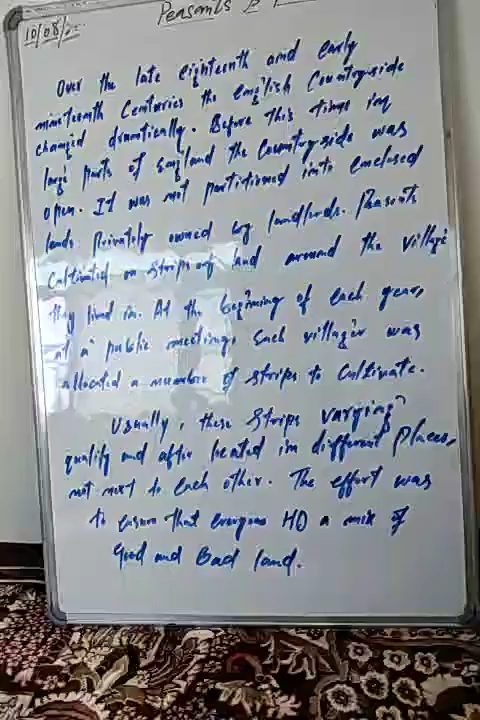 10/08/
Peasants
Over the late eighteenth and early
nineteenth Centuries the english Countryside
changed dramatically. Before this time in
large parts of England the Countryside was
open. It was not partitioned into enclosed
lands Privately owned by landlords. Peasants
Cultivated on strips of land around the village
they lived in. At the beginning of each year,
at a public meeting, each villager was
allocated a number of strips to Cultivate.
Usually, these strips varying
quality and after located in different Places,
not next to each other. The effort was
to ensure that everyone HD a mix of
Good and Bad land.